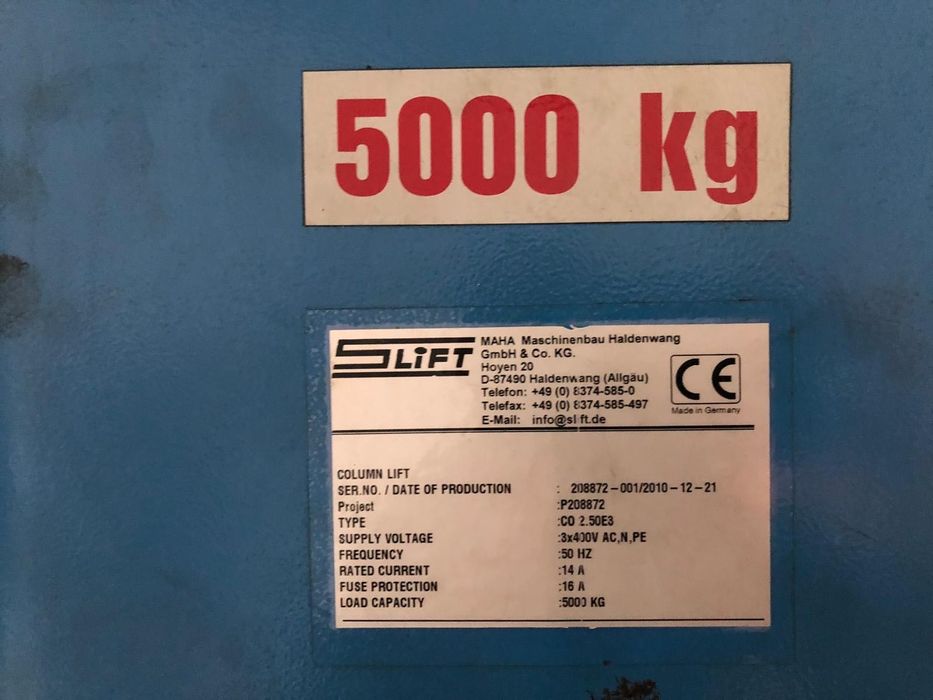 5000 kg
SLIFT
MAHA Maschinenbau Haldenwang
GmbH & Co. KG.
Hoyen 20
D-87490 Haldenwang (Allgäu)
Telefon: +49 (0) 8374-585-0
Telefax: +49 (0) 8374-585-497
E-Mail: info@slift.de
CE
Made in Germany
COLUMN LIFT
SER.NO. / DATE OF PRODUCTION : 208872-001/2010-12-21
Project :P208872
TYPE :CO 2.50E3
SUPPLY VOLTAGE :3x400V AC,N,PE
FREQUENCY :50 HZ
RATED CURRENT :14 A
FUSE PROTECTION :16 A
LOAD CAPACITY :5000 KG